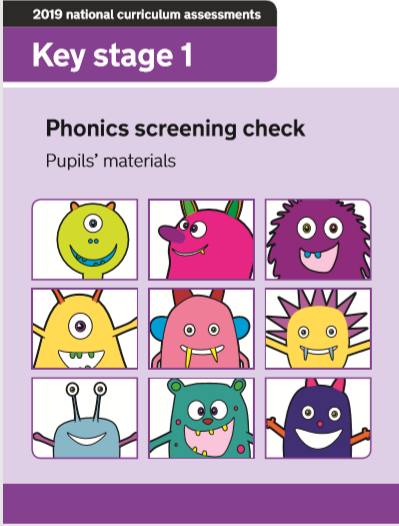 2019 national curriculum assessments
Key stage 1
Phonics screening check
Pupils’ materials